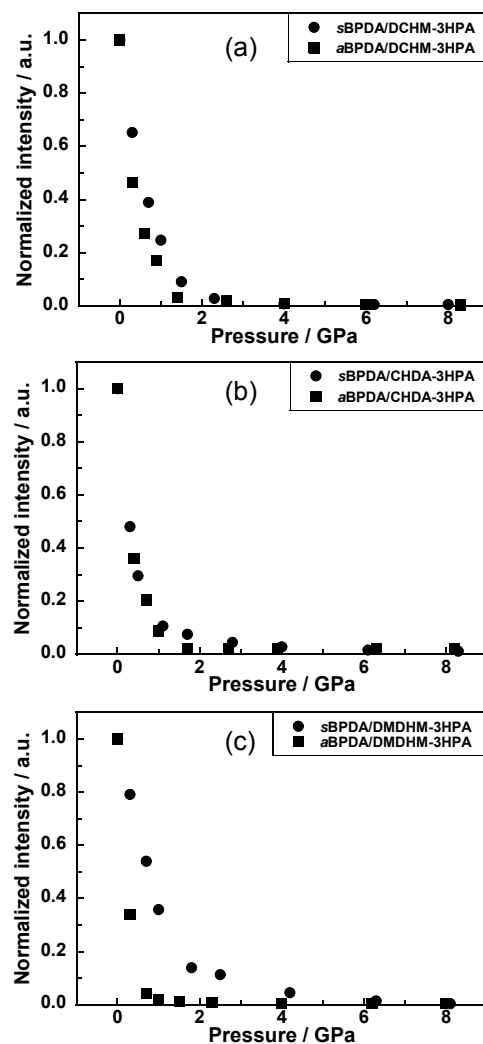 (a)
sBPDA/DCHM-3HPA
aBPDA/DCHM-3HPA
Normalized intensity / a.u.
1.0
0.8
0.6
0.4
0.2
0.0
0 2 4 6 8
Pressure / GPa
(b)
sBPDA/CHDA-3HPA
aBPDA/CHDA-3HPA
Normalized intensity / a.u.
1.0
0.8
0.6
0.4
0.2
0.0
0 2 4 6 8
Pressure / GPa
(c)
sBPDA/DMDHM-3HPA
aBPDA/DMDHM-3HPA
Normalized intensity / a.u.
1.0
0.8
0.6
0.4
0.2
0.0
0 2 4 6 8
Pressure / GPa